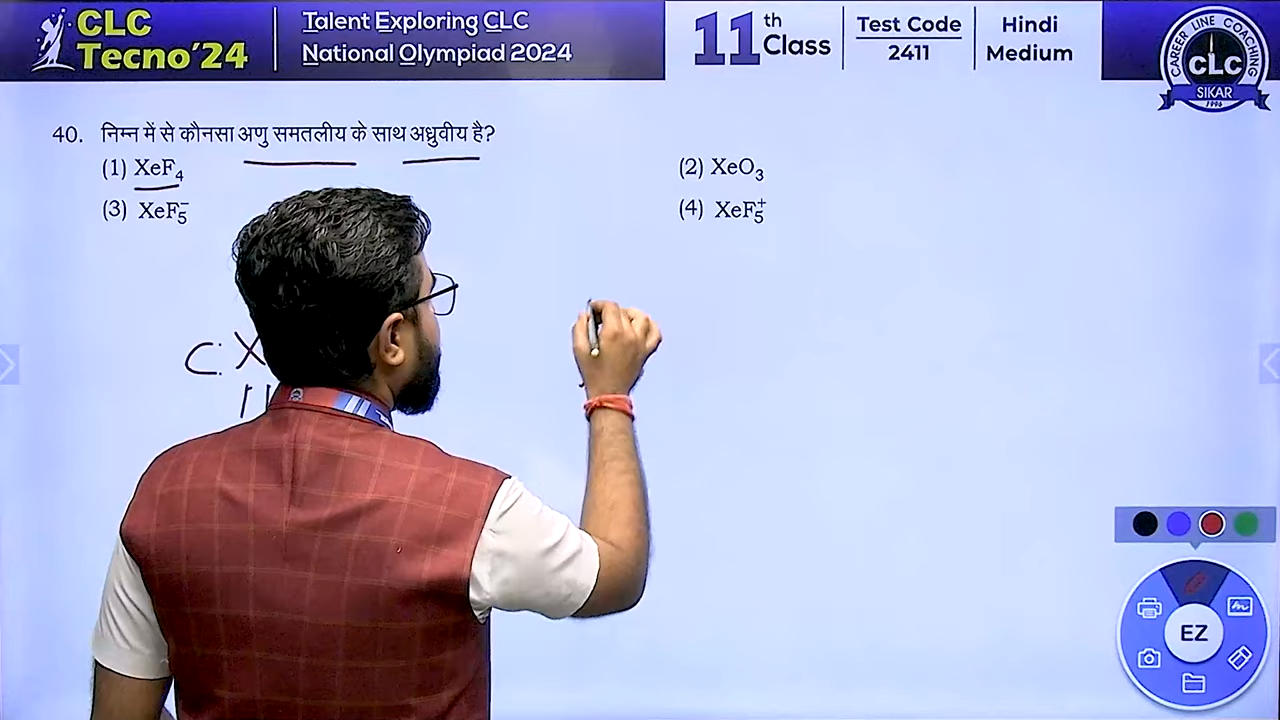 CLC
Tecno'24
Talent Exploring CLC
National Olympiad 2024
11th Class
Test Code
2411
Hindi
Medium
CAREER LINE COACHING
CLC
SIKAR
1996
40. निम्न में से कौनसा अणु समतलीय के साथ अध्रुवीय है?
(1) XeF₄
(2) XeO₃
(3) XeF₅⁻
(4) XeF₅⁺
C: X
EZ